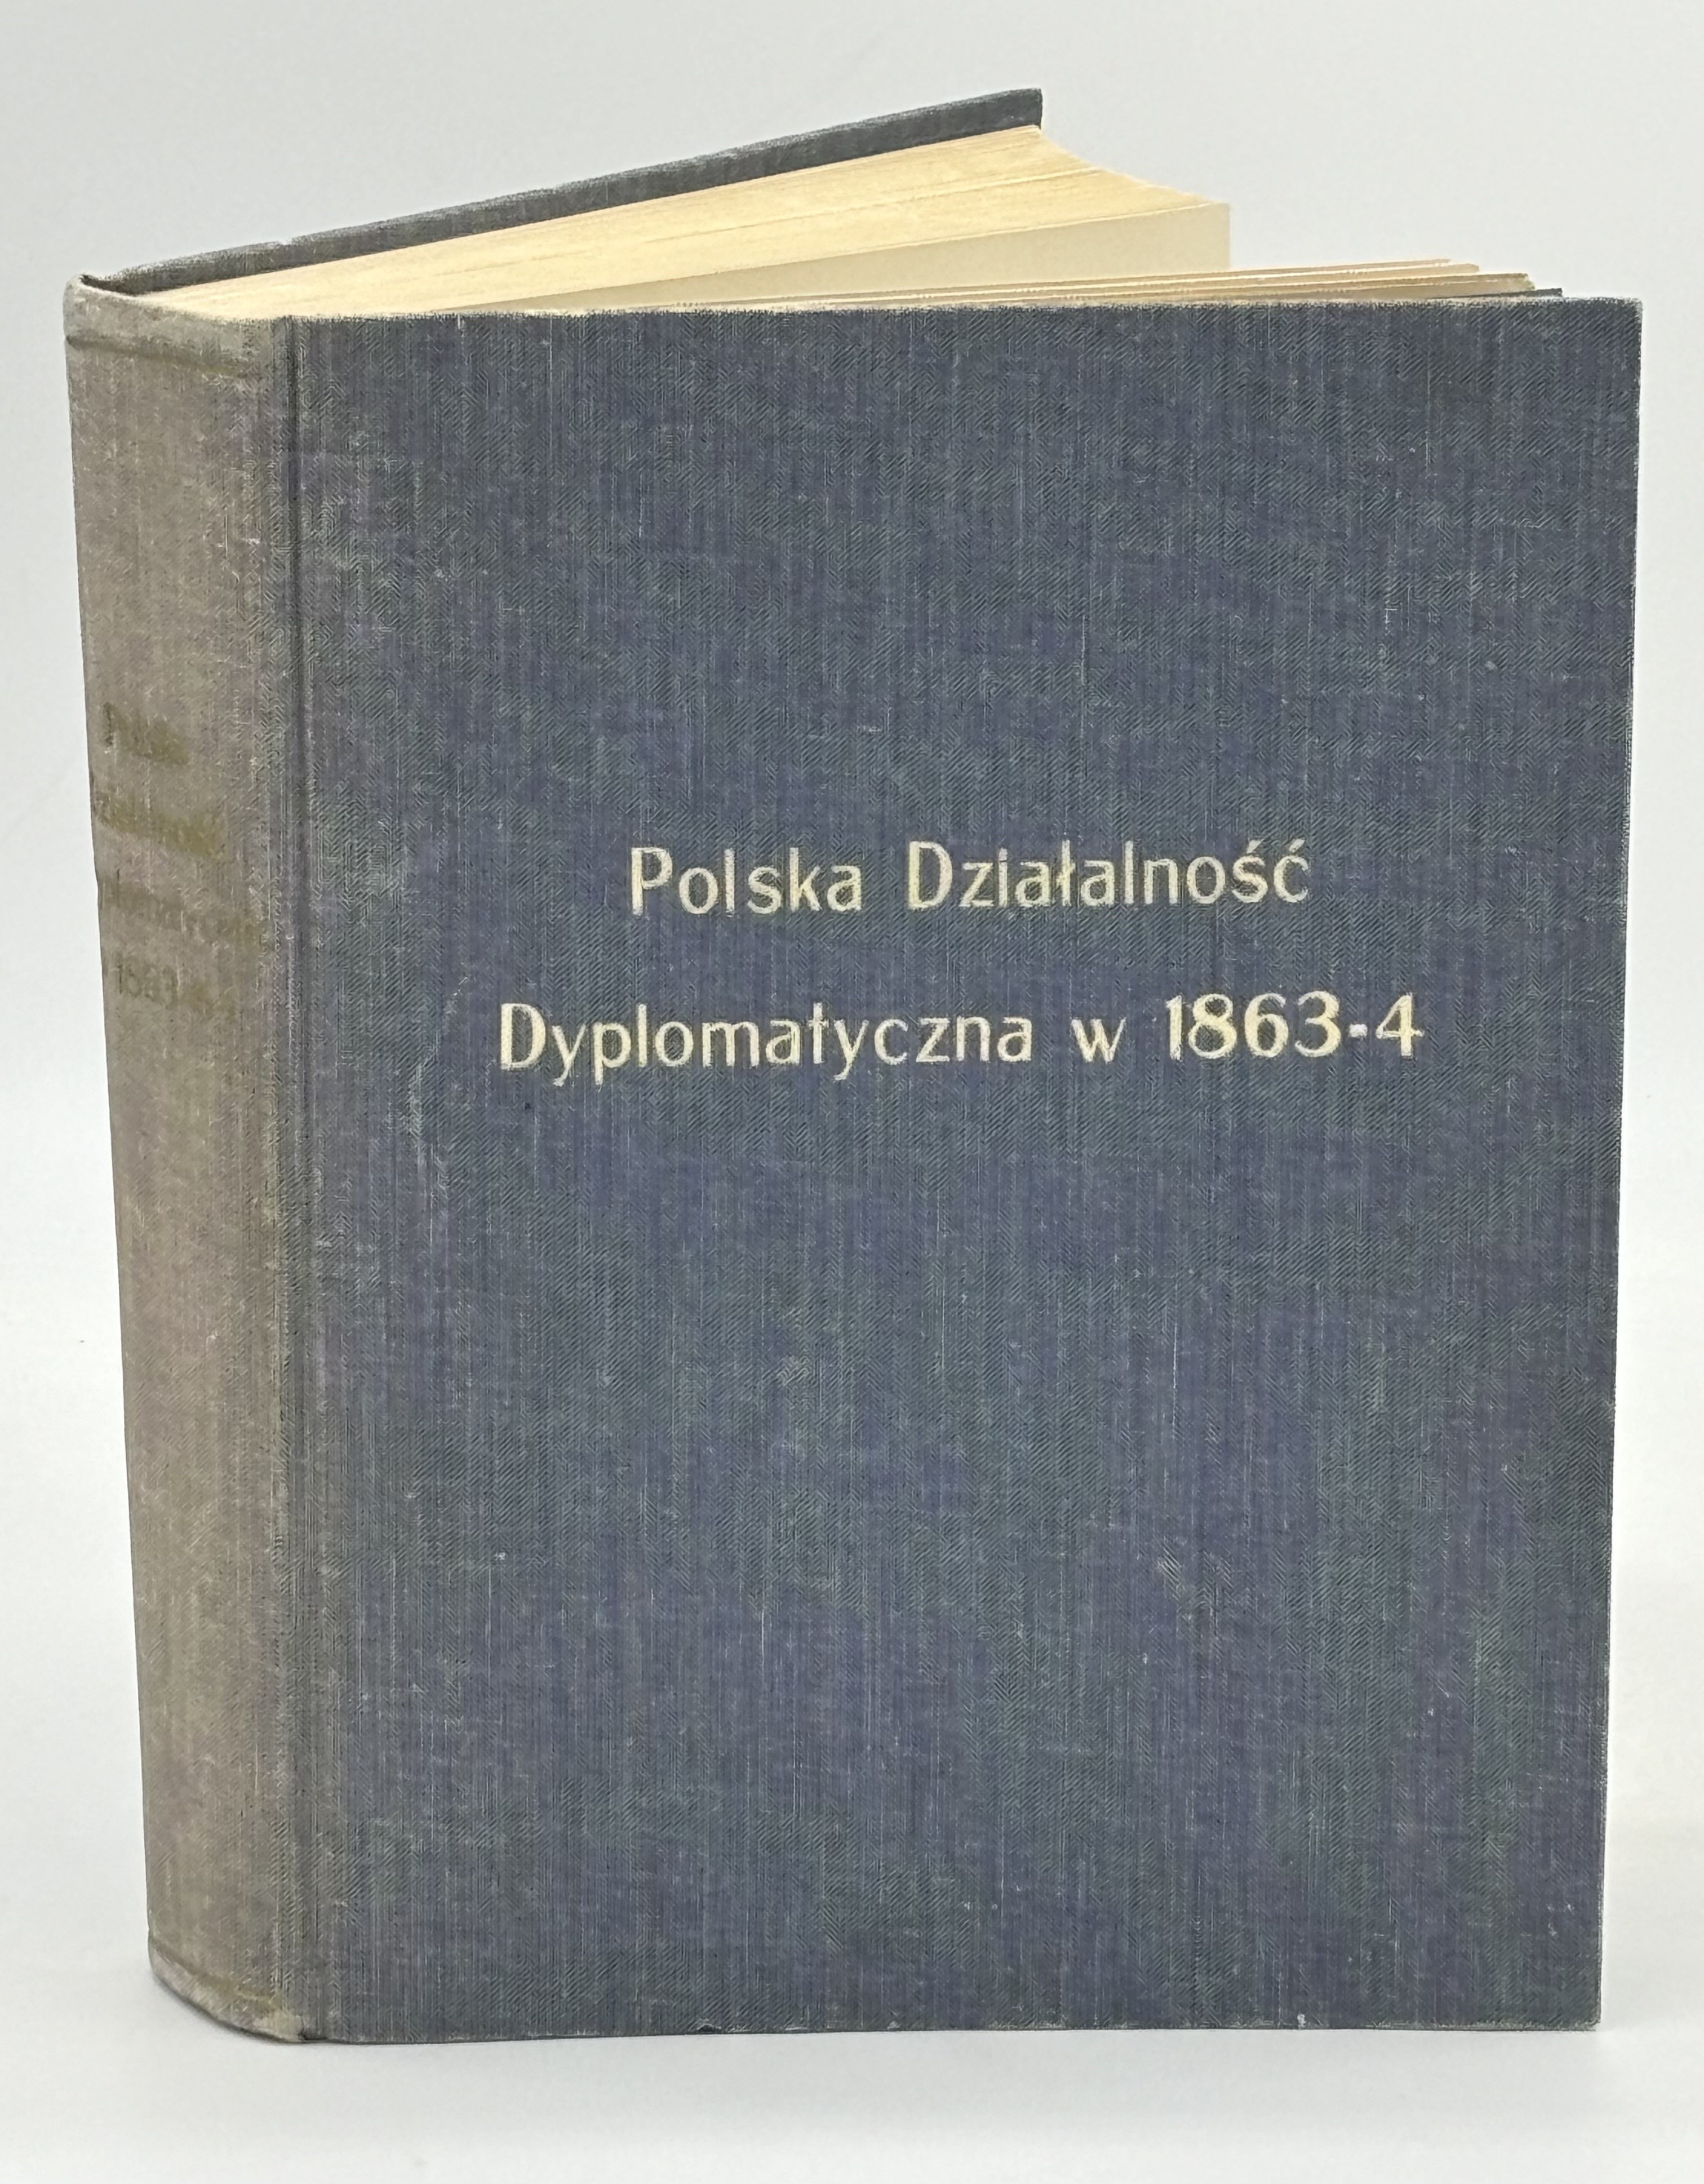 Polska Działalność
Dyplomatyczna w 1863-4